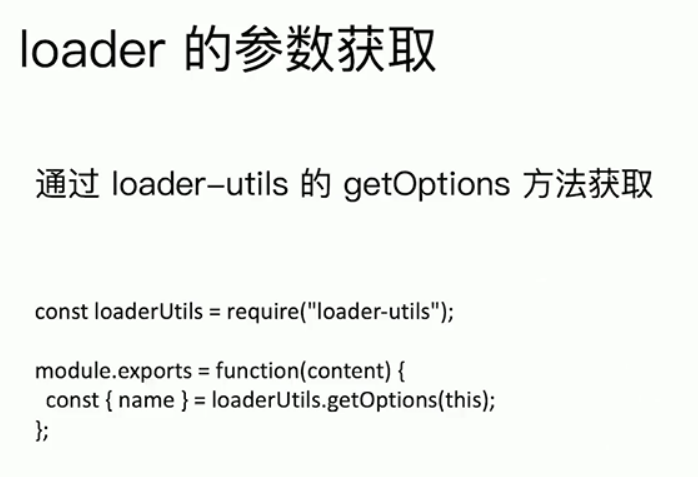 loader 的参数获取
通过 loader-utils 的 getOptions 方法获取
const loaderUtils = require("loader-utils");
module.exports = function(content) {
const { name } = loaderUtils.getOptions(this);
};